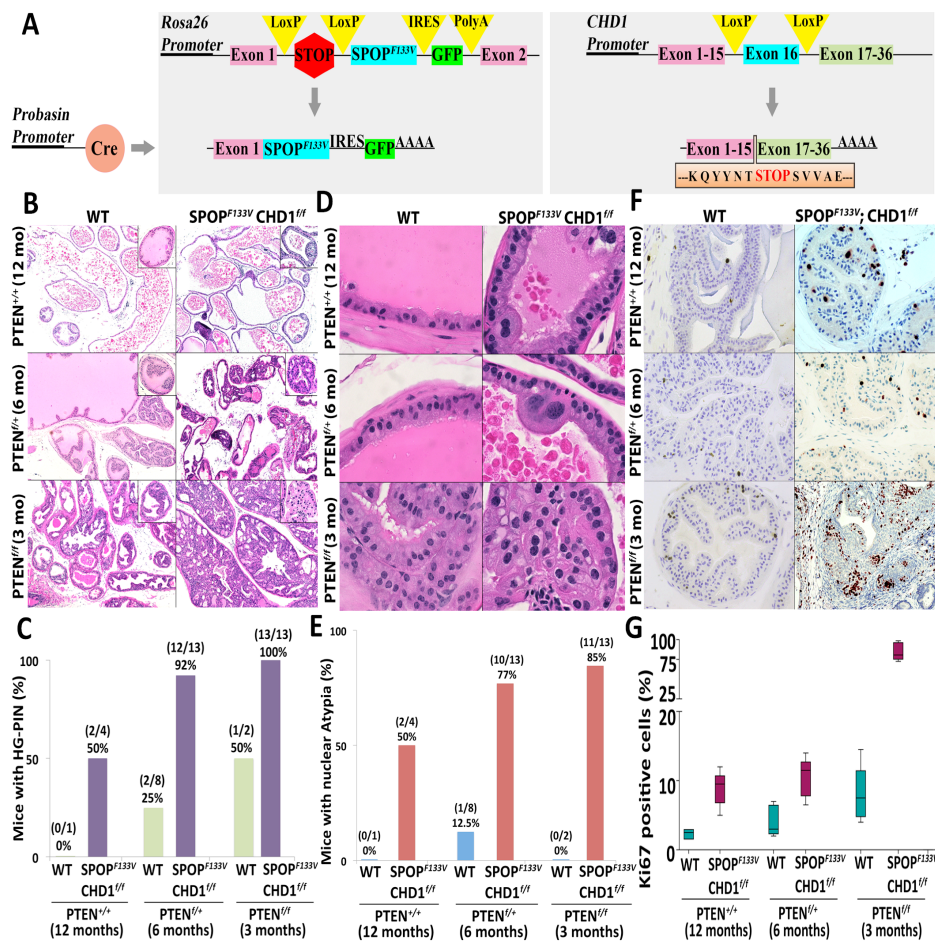 A
Rosa26
Promoter
LoxP
LoxP
IRES
PolyA
Exon 1
STOP
SPOPF133V
GFP
Exon 2
CHD1
Promoter
LoxP
LoxP
Exon 1-15
Exon 16
Exon 17-36
Probasin
Promoter
Cre
Exon 1
SPOPF133V
IRES
GFP
AAAA
Exon 1-15
Exon 17-36
AAAA
---K Q Y Y N T STOP S V V A E---
B
WT
SPOPF133V CHD1f/f
PTEN+/+ (12 mo)
PTENf/+ (6 mo)
PTENf/f (3 mo)
D
WT
SPOPF133V CHD1f/f
PTEN+/+ (12 mo)
PTENf/+ (6 mo)
PTENf/f (3 mo)
F
WT
SPOPF133V; CHD1f/f
PTEN+/+ (12 mo)
PTENf/+ (6 mo)
PTENf/f (3 mo)
C
Mice with HG-PIN (%)
100
50
0
(0/1)
0%
(2/4)
50%
(2/8)
25%
(12/13)
92%
(1/2)
50%
(13/13)
100%
WT SPOPF133V WT SPOPF133V WT SPOPF133V
CHD1f/f CHD1f/f CHD1f/f
PTEN+/+ PTENf/+ PTENf/f
(12 months) (6 months) (3 months)
E
Mice with nuclear Atypia (%)
100
50
0
(0/1)
0%
(2/4)
50%
(1/8)
12.5%
(10/13)
77%
(0/2)
0%
(11/13)
85%
WT SPOPF133V WT SPOPF133V WT SPOPF133V
CHD1f/f CHD1f/f CHD1f/f
PTEN+/+ PTENf/+ PTENf/f
(12 months) (6 months) (3 months)
G
Ki67 positive cells (%)
100
75
25
20
10
0
WT SPOPF133V WT SPOPF133V WT SPOPF133V
CHD1f/f CHD1f/f CHD1f/f
PTEN+/+ PTENf/+ PTENf/f
(12 months) (6 months) (3 months)